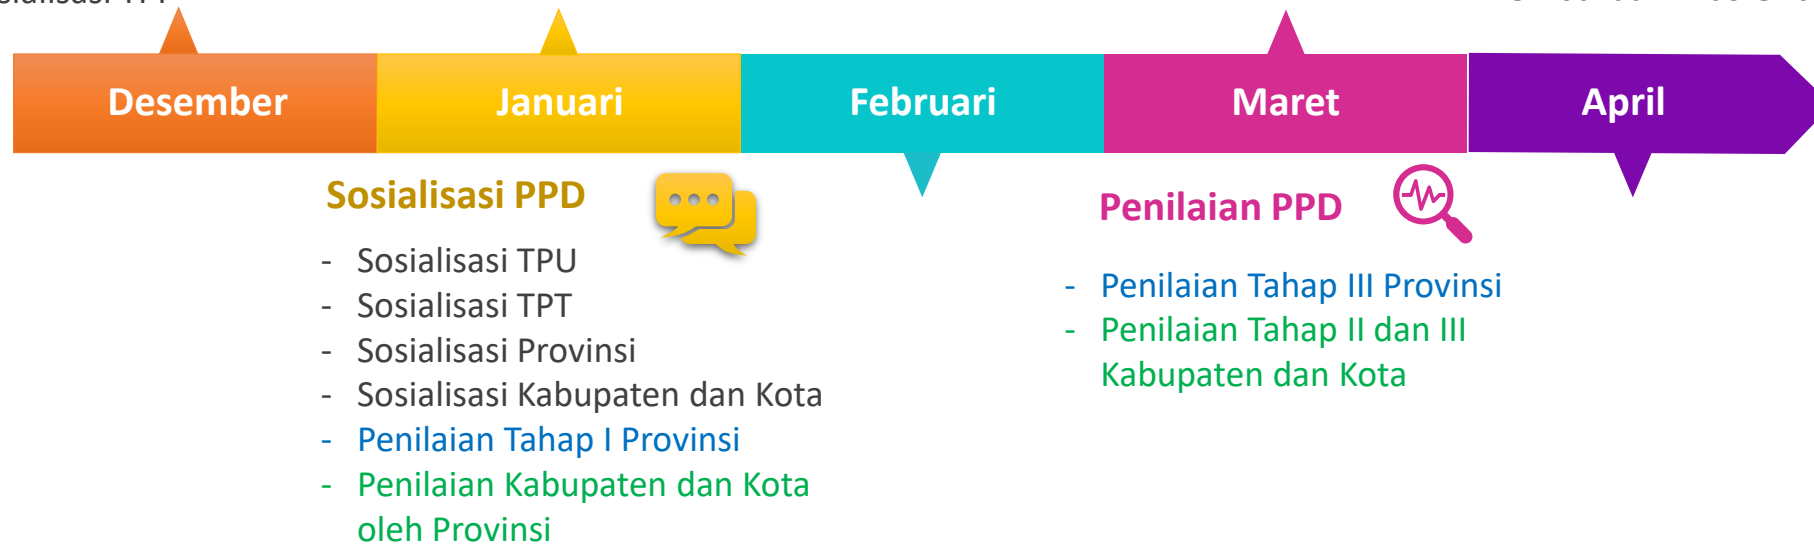 Desember
Januari
Februari
Maret
April
Sosialisasi PPD
- Sosialisasi TPU
- Sosialisasi TPT
- Sosialisasi Provinsi
- Sosialisasi Kabupaten dan Kota
- Penilaian Tahap I Provinsi
- Penilaian Kabupaten dan Kota
oleh Provinsi
Penilaian PPD
- Penilaian Tahap III Provinsi
- Penilaian Tahap II dan III
Kabupaten dan Kota